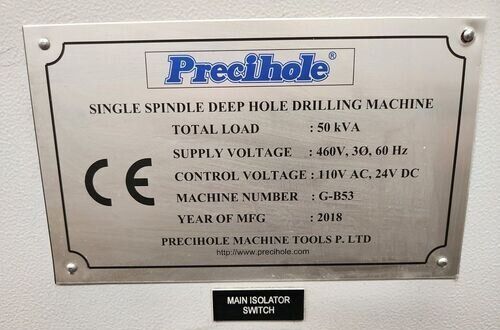 Precihole®
SINGLE SPINDLE DEEP HOLE DRILLING MACHINE
TOTAL LOAD : 50 kVA
SUPPLY VOLTAGE : 460V, 3Ø, 60 Hz
CONTROL VOLTAGE : 110V AC, 24V DC
MACHINE NUMBER : G-B53
YEAR OF MFG : 2018
CE
PRECIHOLE MACHINE TOOLS P. LTD
http://www.precihole.com
MAIN ISOLATOR
SWITCH